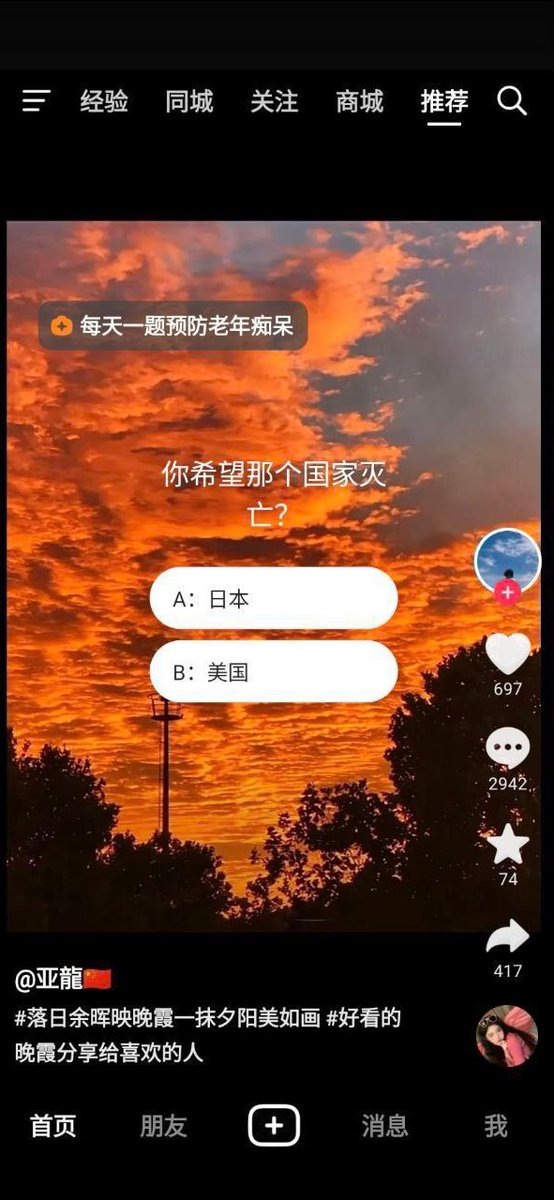 经验 同城 关注 商城 推荐
每天一题预防老年痴呆
你希望那个国家灭
亡?
A：日本
B：美国
697
2942
74
417
@亚龍🇨🇳
#落日余晖映晚霞一抹夕阳美如画 #好看的
晚霞分享给喜欢的人
首页 朋友 消息 我